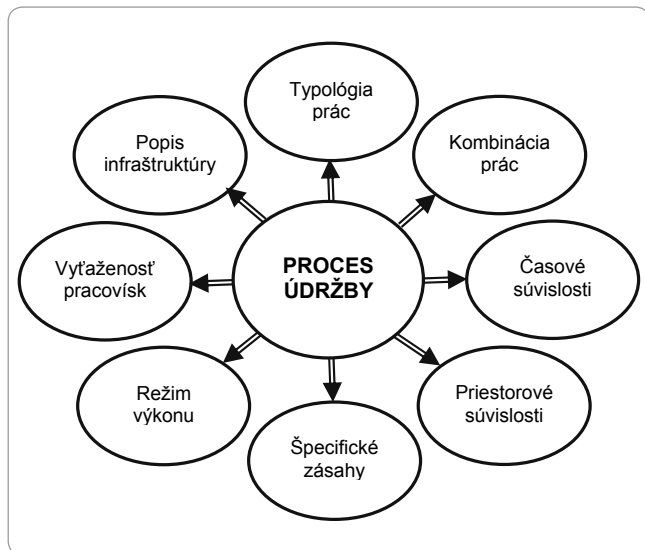 Typológia
prác
Popis
infraštruktúry
Kombinácia
prác
PROCES
ÚDRŽBY
Vyťaženosť
pracovísk
Časové
súvislosti
Režim
výkonu
Priestorové
súvislosti
Špecifické
zásahy